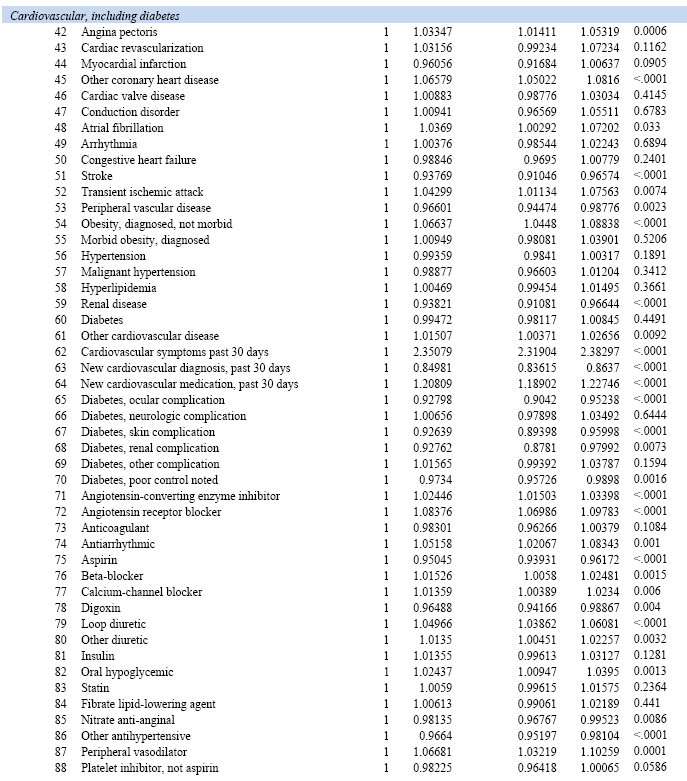 Cardiovascular, including diabetes
42 Angina pectoris 1 1.03347 1.01411 1.05319 0.0006
43 Cardiac revascularization 1 1.03156 0.99234 1.07234 0.1162
44 Myocardial infarction 1 0.96056 0.91684 1.00637 0.0905
45 Other coronary heart disease 1 1.06579 1.05022 1.0816 <.0001
46 Cardiac valve disease 1 1.00883 0.98776 1.03034 0.4145
47 Conduction disorder 1 1.00941 0.96569 1.05511 0.6783
48 Atrial fibrillation 1 1.0369 1.00292 1.07202 0.033
49 Arrhythmia 1 1.00376 0.98544 1.02243 0.6894
50 Congestive heart failure 1 0.98846 0.9695 1.00779 0.2401
51 Stroke 1 0.93769 0.91046 0.96574 <.0001
52 Transient ischemic attack 1 1.04299 1.01134 1.07563 0.0074
53 Peripheral vascular disease 1 0.96601 0.94474 0.98776 0.0023
54 Obesity, diagnosed, not morbid 1 1.06637 1.0448 1.08838 <.0001
55 Morbid obesity, diagnosed 1 1.00949 0.98081 1.03901 0.5206
56 Hypertension 1 0.99359 0.9841 1.00317 0.1891
57 Malignant hypertension 1 0.98877 0.96603 1.01204 0.3412
58 Hyperlipidemia 1 1.00469 0.99454 1.01495 0.3661
59 Renal disease 1 0.93821 0.91081 0.96644 <.0001
60 Diabetes 1 0.99472 0.98117 1.00845 0.4491
61 Other cardiovascular disease 1 1.01507 1.00371 1.02656 0.0092
62 Cardiovascular symptoms past 30 days 1 2.35079 2.31904 2.38297 <.0001
63 New cardiovascular diagnosis, past 30 days 1 0.84981 0.83615 0.8637 <.0001
64 New cardiovascular medication, past 30 days 1 1.20809 1.18902 1.22746 <.0001
65 Diabetes, ocular complication 1 0.92798 0.9042 0.95238 <.0001
66 Diabetes, neurologic complication 1 1.00656 0.97898 1.03492 0.6444
67 Diabetes, skin complication 1 0.92639 0.89398 0.95998 <.0001
68 Diabetes, renal complication 1 0.92762 0.8781 0.97992 0.0073
69 Diabetes, other complication 1 1.01565 0.99392 1.03787 0.1594
70 Diabetes, poor control noted 1 0.9734 0.95726 0.9898 0.0016
71 Angiotensin-converting enzyme inhibitor 1 1.02446 1.01503 1.03398 <.0001
72 Angiotensin receptor blocker 1 1.08376 1.06986 1.09783 <.0001
73 Anticoagulant 1 0.98301 0.96266 1.00379 0.1084
74 Antiarrhythmic 1 1.05158 1.02067 1.08343 0.001
75 Aspirin 1 0.95045 0.93931 0.96172 <.0001
76 Beta-blocker 1 1.01526 1.0058 1.02481 0.0015
77 Calcium-channel blocker 1 1.01359 1.00389 1.0234 0.006
78 Digoxin 1 0.96488 0.94166 0.98867 0.004
79 Loop diuretic 1 1.04966 1.03862 1.06081 <.0001
80 Other diuretic 1 1.0135 1.00451 1.02257 0.0032
81 Insulin 1 1.01355 0.99613 1.03127 0.1281
82 Oral hypoglycemic 1 1.02437 1.00947 1.0395 0.0013
83 Statin 1 1.0059 0.99615 1.01575 0.2364
84 Fibrate lipid-lowering agent 1 1.00613 0.99061 1.02189 0.441
85 Nitrate anti-anginal 1 0.98135 0.96767 0.99523 0.0086
86 Other antihypertensive 1 0.9664 0.95197 0.98104 <.0001
87 Peripheral vasodilator 1 1.06681 1.03219 1.10259 0.0001
88 Platelet inhibitor, not aspirin 1 0.98225 0.96418 1.00065 0.0586